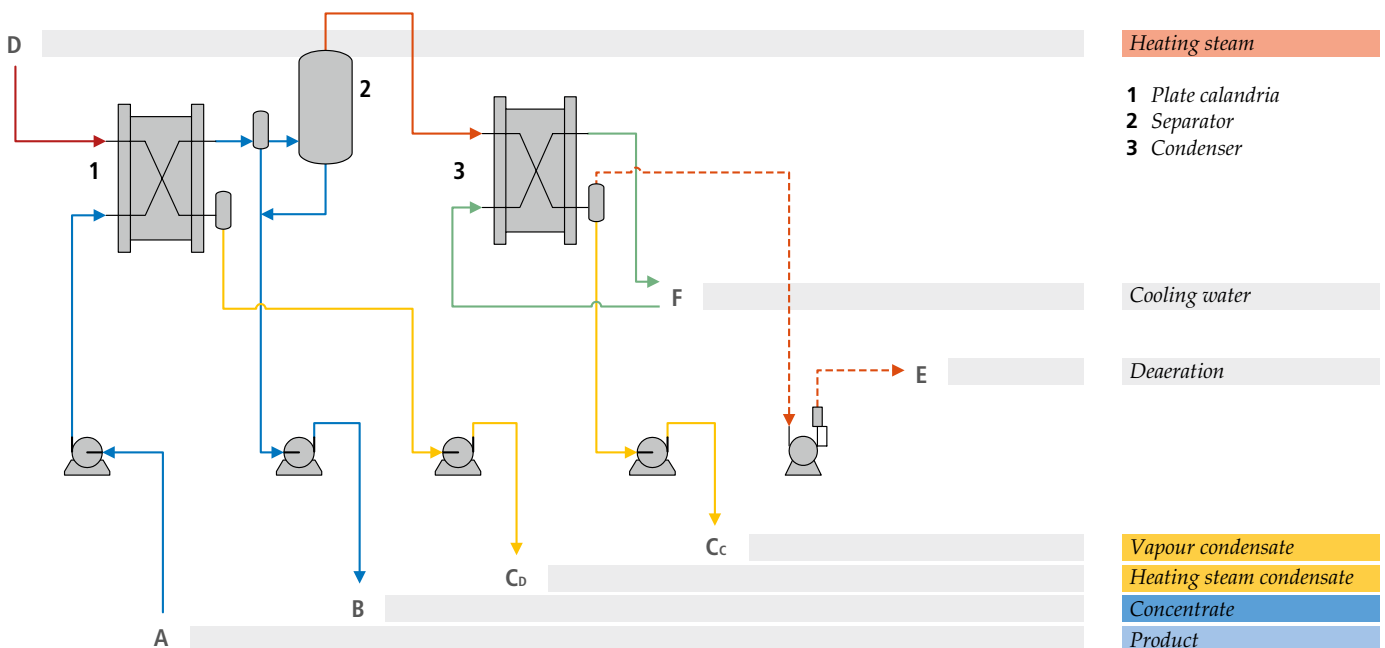 D
Heating steam
1 Plate calandria
2 Separator
3 Condenser
2
1
3
F
Cooling water
E
Deaeration
Cc
Vapour condensate
CD
Heating steam condensate
B
Concentrate
A
Product